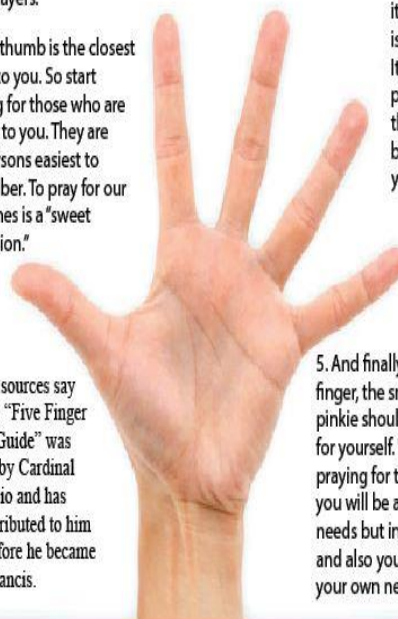 ayers.
thumb is the closest
to you. So start
g for those who are
to you. They are
rsons easiest to
ber. To pray for our
nes is a "sweet
ion."
it
is
It
p
th
b
y
sources say
"Five Finger
Guide" was
by Cardinal
io and has
ributed to him
fore he became
ancis.
5. And finally
finger, the sm
pinkie shoul
for yourself.
praying for t
you will be a
needs but in
and also you
your own ne